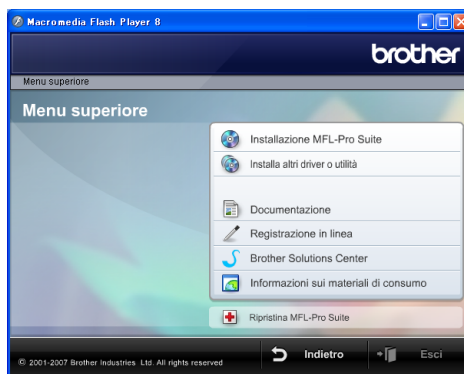 Macromedia Flash Player 8
brother
Menu superiore
Menu superiore
Installazione MFL-Pro Suite
Installa altri driver o utilità
Documentazione
Registrazione in linea
Brother Solutions Center
Informazioni sui materiali di consumo
Ripristina MFL-Pro Suite
© 2001-2007 Brother Industries Ltd. All rights reserved
Indietro
Esci